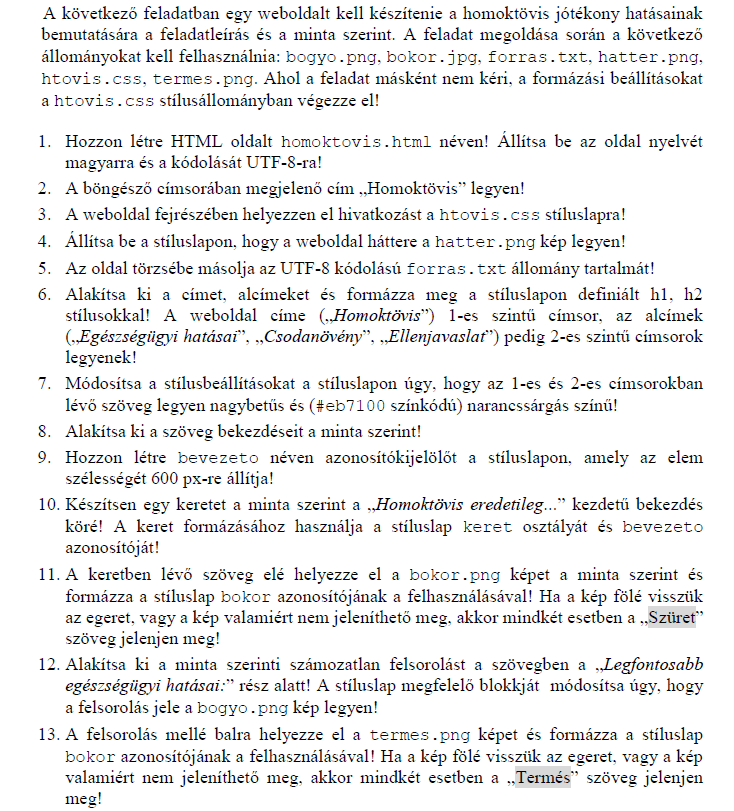 A következő feladatban egy weboldalt kell készítenie a homoktövis jótékony hatásainak
bemutatására a feladatleírás és a minta szerint. A feladat megoldása során a következő
állományokat kell felhasználnia: bogyo.png, bokor.jpg, forras.txt, hatter.png,
htovis.css, termes.png. Ahol a feladat másként nem kéri, a formázási beállításokat
a htovis.css stílusállományban végezze el!
1. Hozzon létre HTML oldalt homoktovis.html néven! Állítsa be az oldal nyelvét
magyarra és a kódolását UTF-8-ra!
2. A böngésző címsorában megjelenő cím „Homoktövis” legyen!
3. A weboldal fejrészében helyezzen el hivatkozást a htovis.css stíluslapra!
4. Állítsa be a stíluslapon, hogy a weboldal háttere a hatter.png kép legyen!
5. Az oldal törzsébe másolja az UTF-8 kódolású forras.txt állomány tartalmát!
6. Alakítsa ki a címet, alcímeket és formázza meg a stíluslapon definiált h1, h2
stílusokkal! A weboldal címe („Homoktövis”) 1-es szintű címsor, az alcímek
(„Egészségügyi hatásai”, „Csodanövény”, „Ellenjavaslat”) pedig 2-es szintű címsorok
legyenek!
7. Módosítsa a stílusbeállításokat a stíluslapon úgy, hogy az 1-es és 2-es címsorokban
lévő szöveg legyen nagybetűs és (#eb7100 színkódú) narancssárgás színű!
8. Alakítsa ki a szöveg bekezdéseit a minta szerint!
9. Hozzon létre bevezeto néven azonosítókijelölőt a stíluslapon, amely az elem
szélességét 600 px-re állítja!
10. Készítsen egy keretet a minta szerint a „Homoktövis eredetileg...” kezdetű bekezdés
köré! A keret formázásához használja a stíluslap keret osztályát és bevezeto
azonosítóját!
11. A keretben lévő szöveg elé helyezze el a bokor.png képet a minta szerint és
formázza a stíluslap bokor azonosítójának a felhasználásával! Ha a kép fölé visszük
az egeret, vagy a kép valamiért nem jeleníthető meg, akkor mindkét esetben a „Szüret”
szöveg jelenjen meg!
12. Alakítsa ki a minta szerinti számozatlan felsorolást a szövegben a „Legfontosabb
egészségügyi hatásai:” rész alatt! A stíluslap megfelelő blokkját módosítsa úgy, hogy
a felsorolás jele a bogyo.png kép legyen!
13. A felsorolás mellé balra helyezze el a termes.png képet és formázza a stíluslap
bokor azonosítójának a felhasználásával! Ha a kép fölé visszük az egeret, vagy a kép
valamiért nem jeleníthető meg, akkor mindkét esetben a „Termés” szöveg jelenjen
meg!